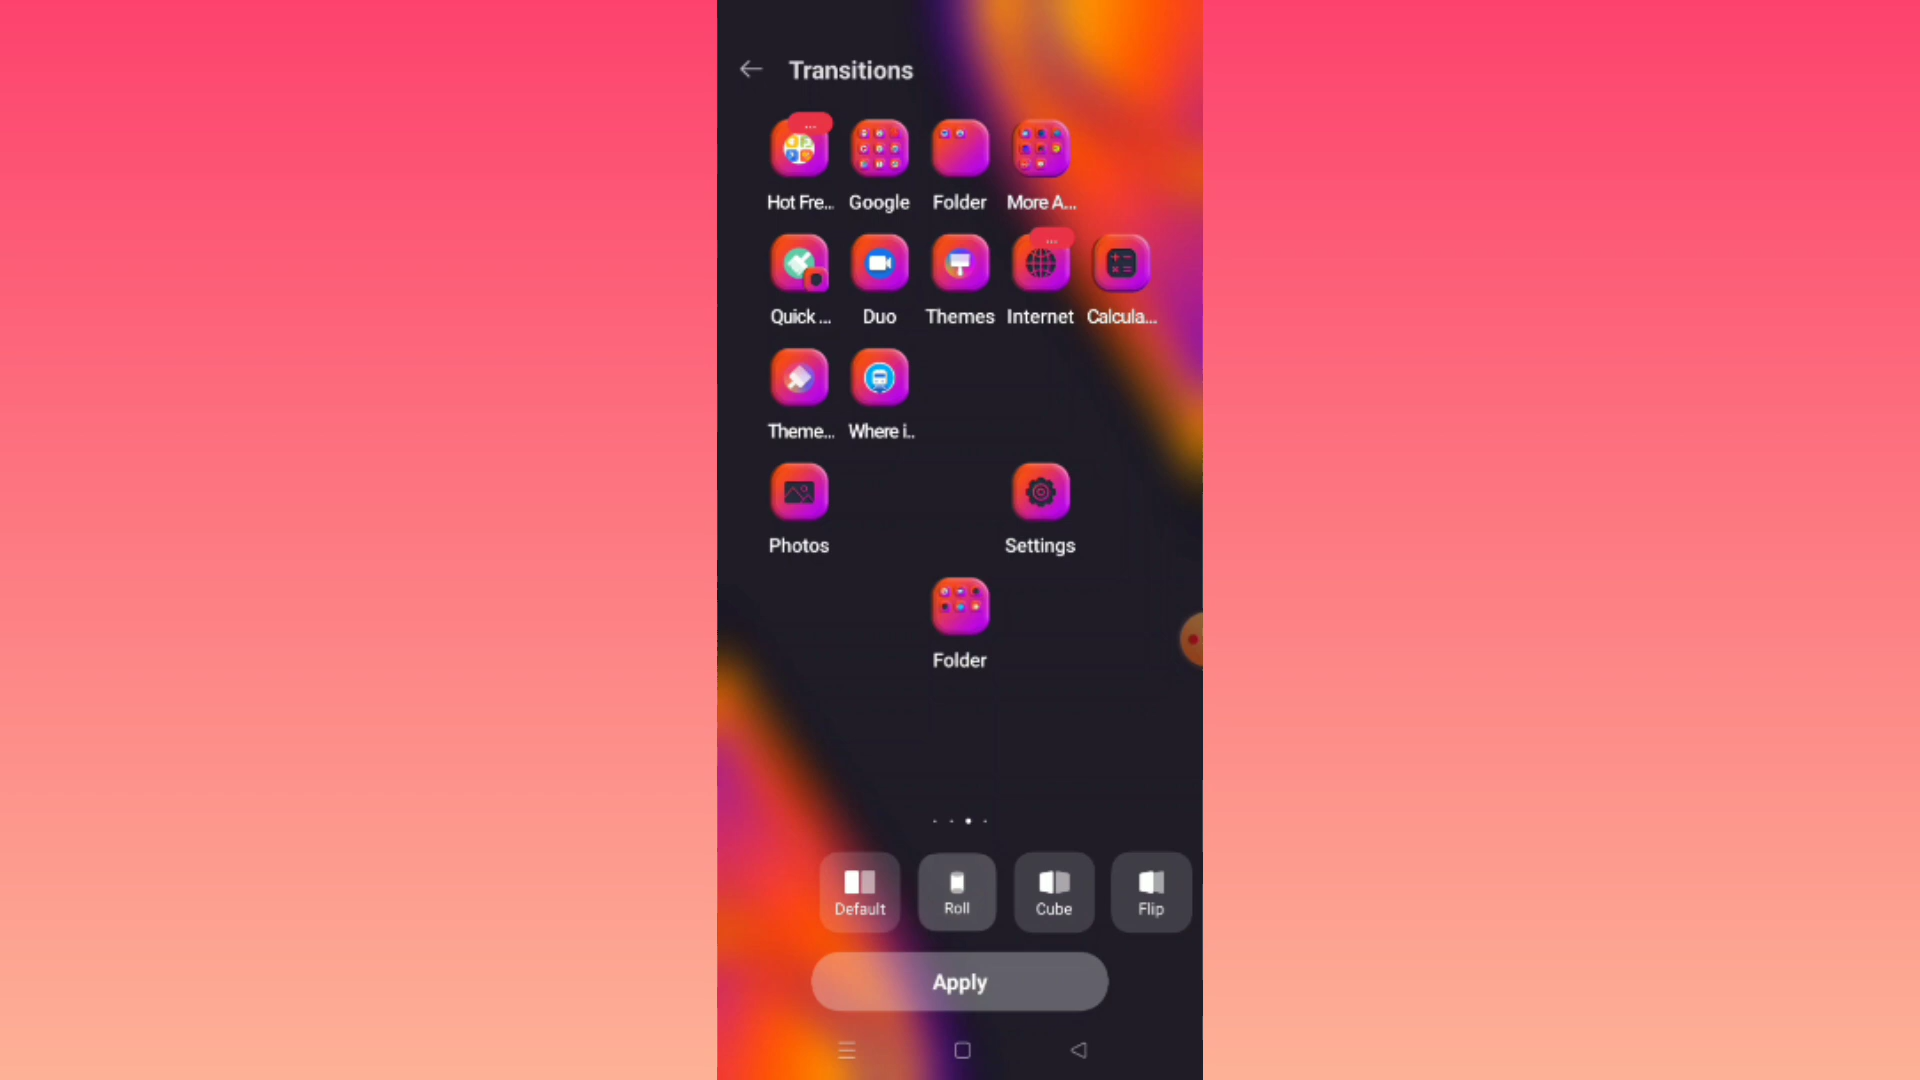 Transitions
Hot Fre... Google Folder More A...
Quick ... Duo Themes Internet Calcula...
Theme... Where i..
Photos Settings
Folder
Default Roll Cube Flip
Apply